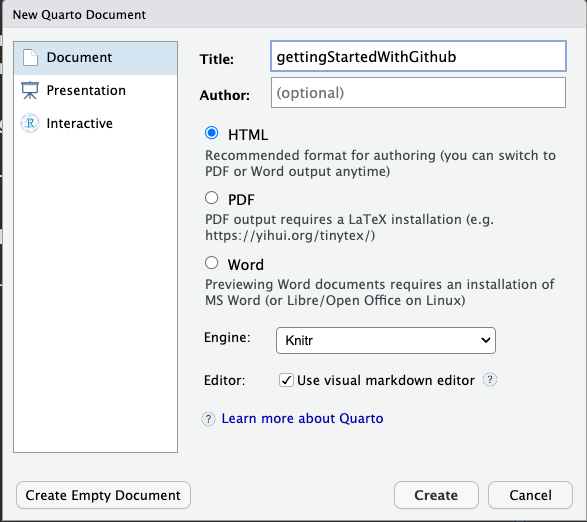 New Quarto Document
Document
Presentation
Interactive
Title:
gettingStartedWithGithub
Author:
(optional)
HTML
Recommended format for authoring (you can switch to
PDF or Word output anytime)
PDF
PDF output requires a LaTeX installation (e.g.
https://yihui.org/tinytex/)
Word
Previewing Word documents requires an installation of
MS Word (or Libre/Open Office on Linux)
Engine:
Knitr
Editor:
Use visual markdown editor ?
? Learn more about Quarto
Create Empty Document
Create
Cancel